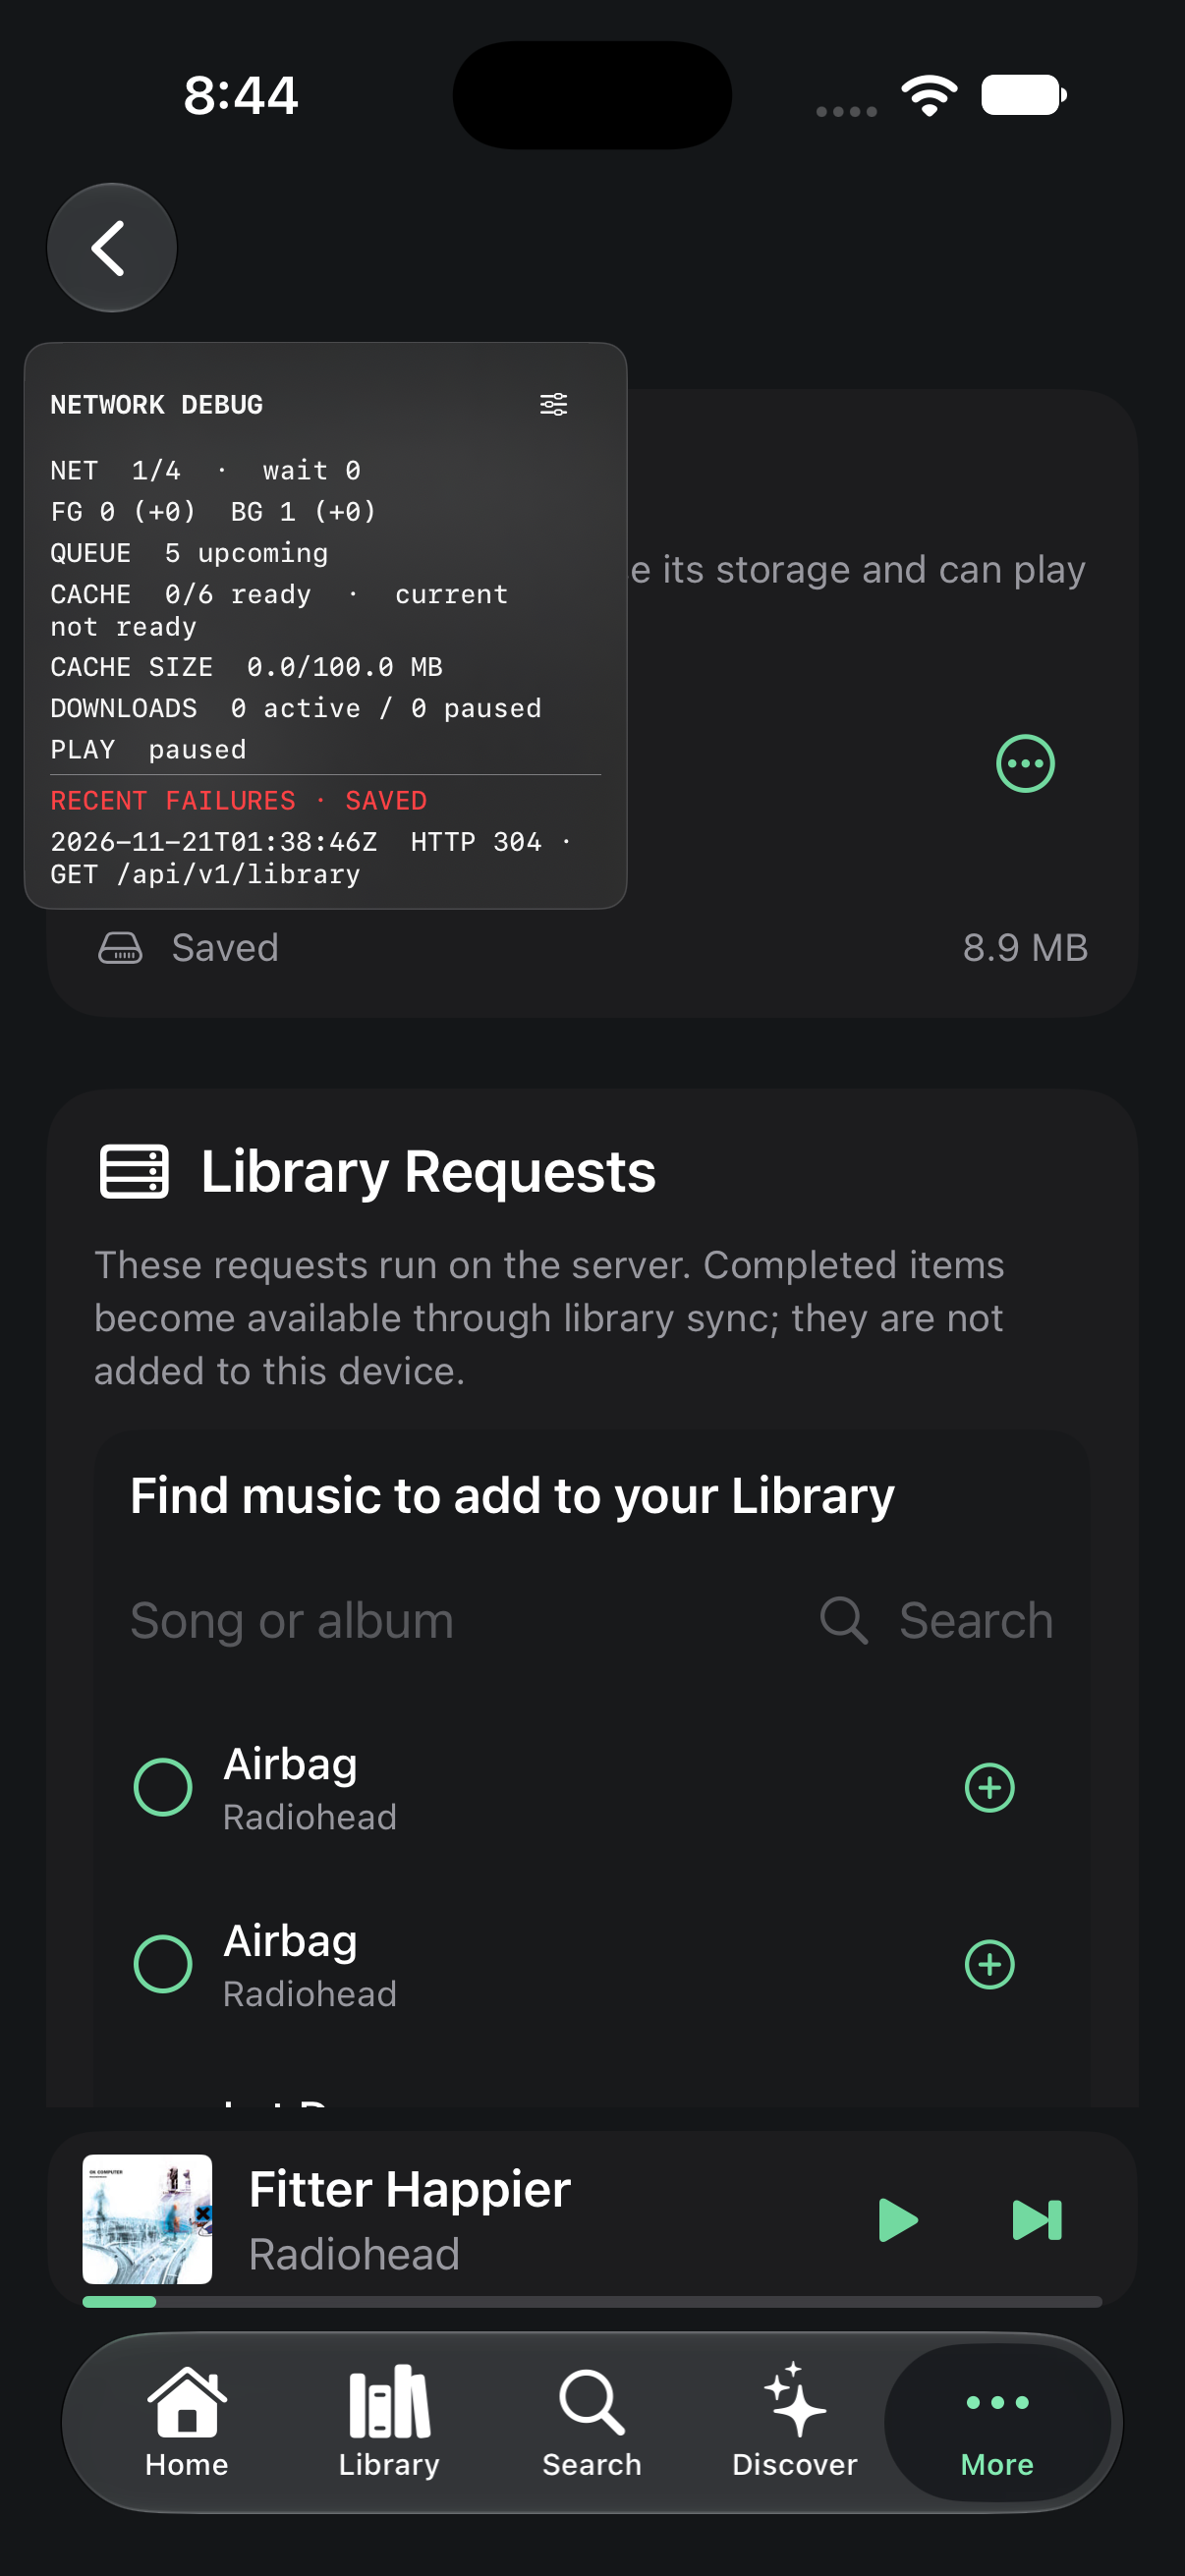 8:44
NETWORK DEBUG
NET 1/4 · wait 0
FG 0 (+0) BG 1 (+0)
QUEUE 5 upcoming
CACHE 0/6 ready · current
not ready
CACHE SIZE 0.0/100.0 MB
DOWNLOADS 0 active / 0 paused
PLAY paused
RECENT FAILURES · SAVED
2026-11-21T01:38:46Z HTTP 304 ·
GET /api/v1/library
its storage and can play
Saved
8.9 MB
Library Requests
These requests run on the server. Completed items
become available through library sync; they are not
added to this device.
Find music to add to your Library
Song or album
Search
Airbag
Radiohead
Airbag
Radiohead
OK COMPUTER
Fitter Happier
Radiohead
Home
Library
Search
Discover
More